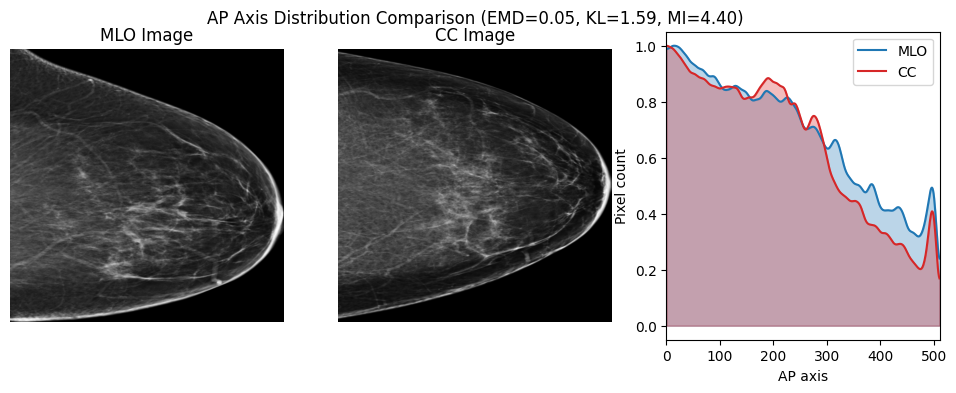 AP Axis Distribution Comparison (EMD=0.05, KL=1.59, MI=4.40)
MLO Image
CC Image
MLO
CC
1.0
0.8
0.6
0.4
0.2
0.0
Pixel count
0
100
200
300
400
500
AP axis